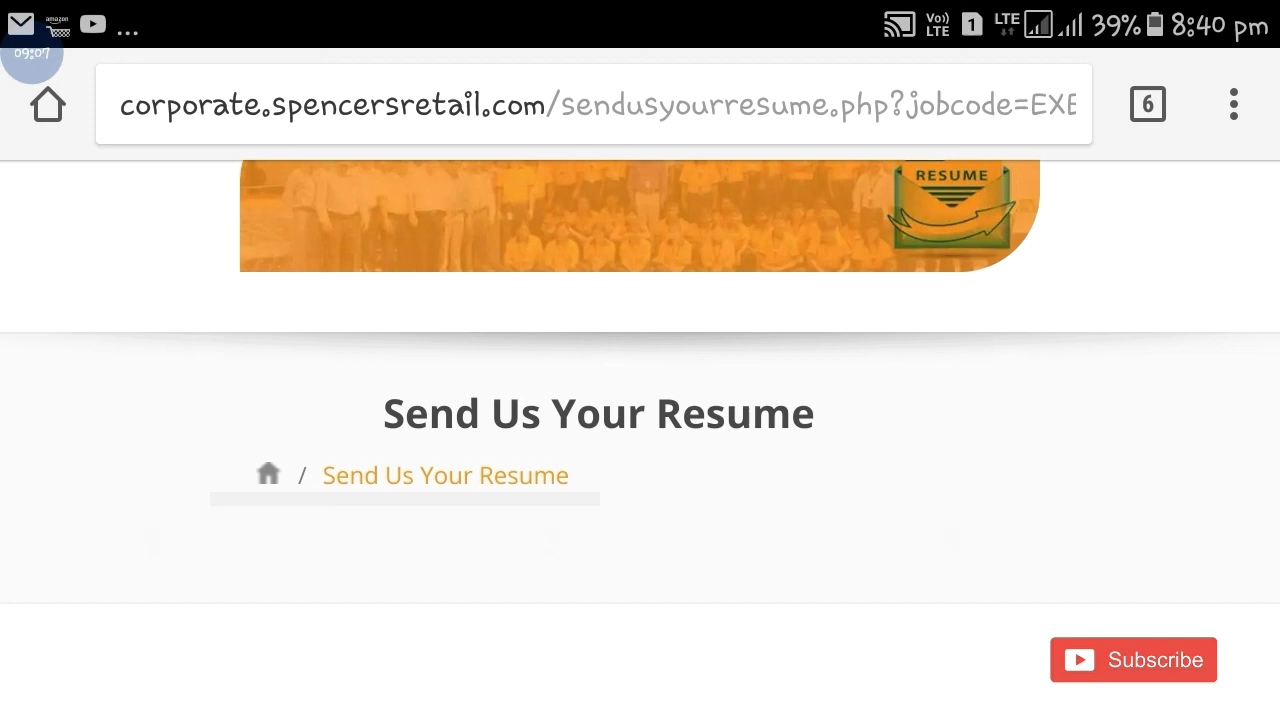 amazon
...
Vo))
LTE
1
LTE
39%
8:40 pm
09:07
corporate.spencersretail.com/sendusyourresume.php?jobcode=EXE
6
RESUME
Send Us Your Resume
/ Send Us Your Resume
Subscribe